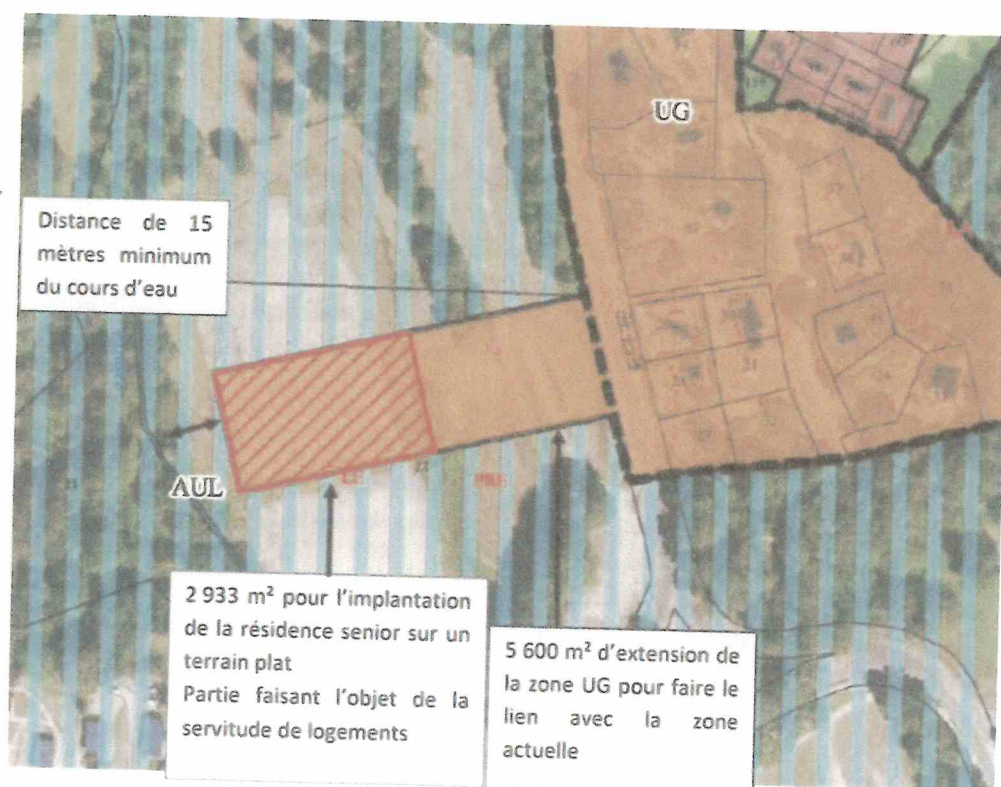 UG
Distance de 15
mètres minimum
du cours d'eau
AUL
LE
PRE
2 933 m² pour l'implantation
de la résidence senior sur un
terrain plat
Partie faisant l'objet de la
servitude de logements
5 600 m² d'extension de
la zone UG pour faire le
lien avec la zone
actuelle